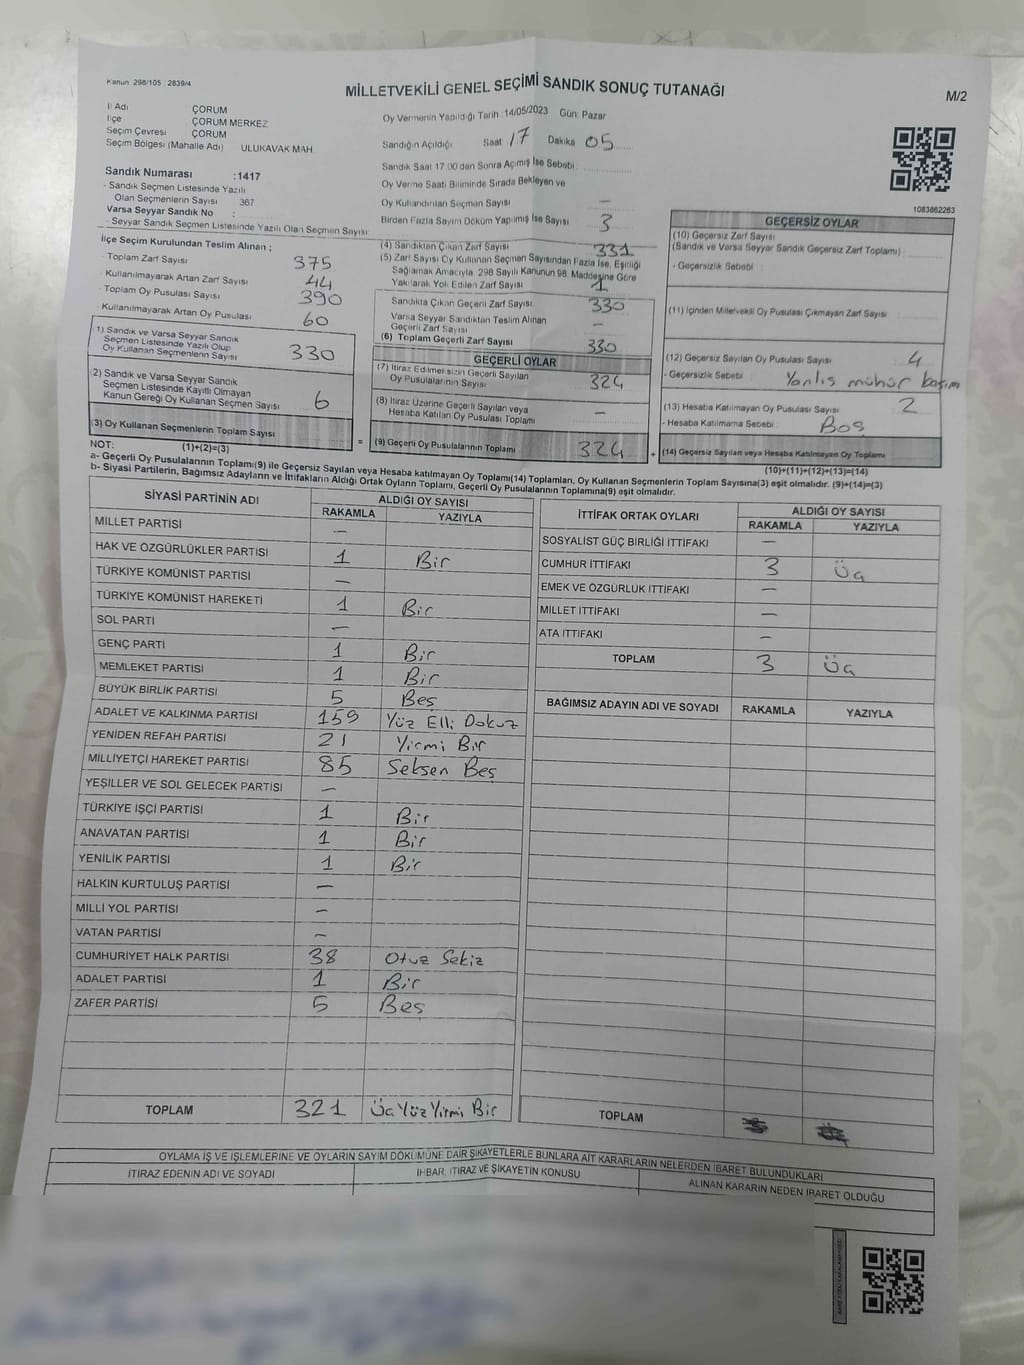 Kanun 298/105 2839/4
MİLLETVEKİLİ GENEL SEÇİMİ SANDIK SONUÇ TUTANAĞI
M/2
İl Adı ÇORUM
İlçe ÇORUM MERKEZ
Seçim Çevresi ÇORUM
Seçim Bölgesi (Mahalle Adı) ULUKAVAK MAH.
Sandık Numarası :1417
- Sandık Seçmen Listesinde Yazılı
Olan Seçmenlerin Sayısı 367
Varsa Seyyar Sandık No :
- Seyyar Sandık Seçmen Listesinde Yazılı Olan Seçmen Sayısı:
Oy Vermenin Yapıldığı Tarih :14/05/2023 Gün: Pazar
Sandığın Açıldığı Saat 17 Dakika 05
Sandık Saat 17:00'den Sonra Açılmış İse Sebebi:
Oy Verme Saati Bitiminde Sırada Bekleyen ve
Oy Kullandırılan Seçmen Sayısı –
Birden Fazla Sayım Döküm Yapılmış İse Sayısı 3
1083862263
İlçe Seçim Kurulundan Teslim Alınan ;
- Toplam Zarf Sayısı 375
- Kullanılmayarak Artan Zarf Sayısı 44
- Toplam Oy Pusulası Sayısı 390
- Kullanılmayarak Artan Oy Pusulası 60
1) Sandık ve Varsa Seyyar Sandık
Seçmen Listesinde Yazılı Olup
Oy Kullanan Seçmenlerin Sayısı 330
2) Sandık ve Varsa Seyyar Sandık
Seçmen Listesinde Kayıtlı Olmayan
Kanun Gereği Oy Kullanan Seçmen Sayısı 6
(3) Oy Kullanan Seçmenlerin Toplam Sayısı
(1)+(2)=(3)
(4) Sandıktan Çıkan Zarf Sayısı 331
(5) Zarf Sayısı Oy Kullanan Seçmen Sayısından Fazla İse, Eşitliği
Sağlamak Amacıyla 298 Sayılı Kanunun 98. Maddesine Göre
Yakılarak Yok Edilen Zarf Sayısı 1
Sandıkta Çıkan Geçerli Zarf Sayısı 330
Varsa Seyyar Sandıktan Teslim Alınan
Geçerli Zarf Sayısı –
(6) Toplam Geçerli Zarf Sayısı 330
GEÇERLİ OYLAR
(7) İtiraz Edilmeksizin Geçerli Sayılan
Oy Pusulalarının Sayısı 324
(8) İtiraz Üzerine Geçerli Sayılan veya
Hesaba Katılan Oy Pusulası Toplamı –
= (9) Geçerli Oy Pusulalarının Toplamı 324 +
GEÇERSİZ OYLAR
(10) Geçersiz Zarf Sayısı
(Sandık ve Varsa Seyyar Sandık Geçersiz Zarf Toplamı) :
- Geçersizlik Sebebi :
(11) İçinden Milletvekili Oy Pusulası Çıkmayan Zarf Sayısı :
(12) Geçersiz Sayılan Oy Pusulası Sayısı : 4
- Geçersizlik Sebebi : Yanlış mühür basım
(13) Hesaba Katılmayan Oy Pusulası Sayısı : 2
- Hesaba Katılmama Sebebi : Boş
(14) Geçersiz Sayılan veya Hesaba Katılmayan Oy Pusulası Toplamı
(10)+(11)+(12)+(13)=(14)
NOT:
a- Geçerli Oy Pusulalarının Toplamı(9) ile Geçersiz Sayılan veya Hesaba katılmayan Oy Toplamı(14) Toplamları, Oy Kullanan Seçmenlerin Toplam Sayısına(3) eşit olmalıdır. (9)+(14)=(3)
b- Siyasi Partilerin, Bağımsız Adayların ve İttifakların Aldığı Ortak Oyların Toplamı, Geçerli Oy Pusulalarının Toplamına(9) eşit olmalıdır.
SİYASİ PARTİNİN ADI ALDIĞI OY SAYISI
RAKAMLA YAZIYLA
MİLLET PARTİSİ –
HAK VE ÖZGÜRLÜKLER PARTİSİ 1 Bir
TÜRKİYE KOMÜNİST PARTİSİ –
TÜRKİYE KOMÜNİST HAREKETİ 1 Bir
SOL PARTİ –
GENÇ PARTİ 1 Bir
MEMLEKET PARTİSİ 1 Bir
BÜYÜK BİRLİK PARTİSİ 5 Beş
ADALET VE KALKINMA PARTİSİ 159 Yüz Elli Dokuz
YENİDEN REFAH PARTİSİ 21 Yirmi Bir
MİLLİYETÇİ HAREKET PARTİSİ 85 Seksen Beş
YEŞİLLER VE SOL GELECEK PARTİSİ –
TÜRKİYE İŞÇİ PARTİSİ 1 Bir
ANAVATAN PARTİSİ 1 Bir
YENİLİK PARTİSİ 1 Bir
HALKIN KURTULUŞ PARTİSİ –
MİLLİ YOL PARTİSİ –
VATAN PARTİSİ –
CUMHURİYET HALK PARTİSİ 38 Otuz Sekiz
ADALET PARTİSİ 1 Bir
ZAFER PARTİSİ 5 Beş
TOPLAM 321 Üç Yüz Yirmi Bir
İTTİFAK ORTAK OYLARI ALDIĞI OY SAYISI
RAKAMLA YAZIYLA
SOSYALİST GÜÇ BİRLİĞİ İTTİFAKI –
CUMHUR İTTİFAKI 3 Üç
EMEK VE ÖZGÜRLÜK İTTİFAKI –
MİLLET İTTİFAKI –
ATA İTTİFAKI –
TOPLAM 3 Üç
BAĞIMSIZ ADAYIN ADI VE SOYADI RAKAMLA YAZIYLA
TOPLAM
OYLAMA İŞ VE İŞLEMLERİNE VE OYLARIN SAYIM DÖKÜMÜNE DAİR ŞİKAYETLERLE BUNLARA AİT KARARLARIN NELERDEN İBARET BULUNDUKLARI
İTİRAZ EDENİN ADI VE SOYADI İHBAR, İTİRAZ VE ŞİKAYETİN KONUSU ALINAN KARARIN NEDEN İBARET OLDUĞU